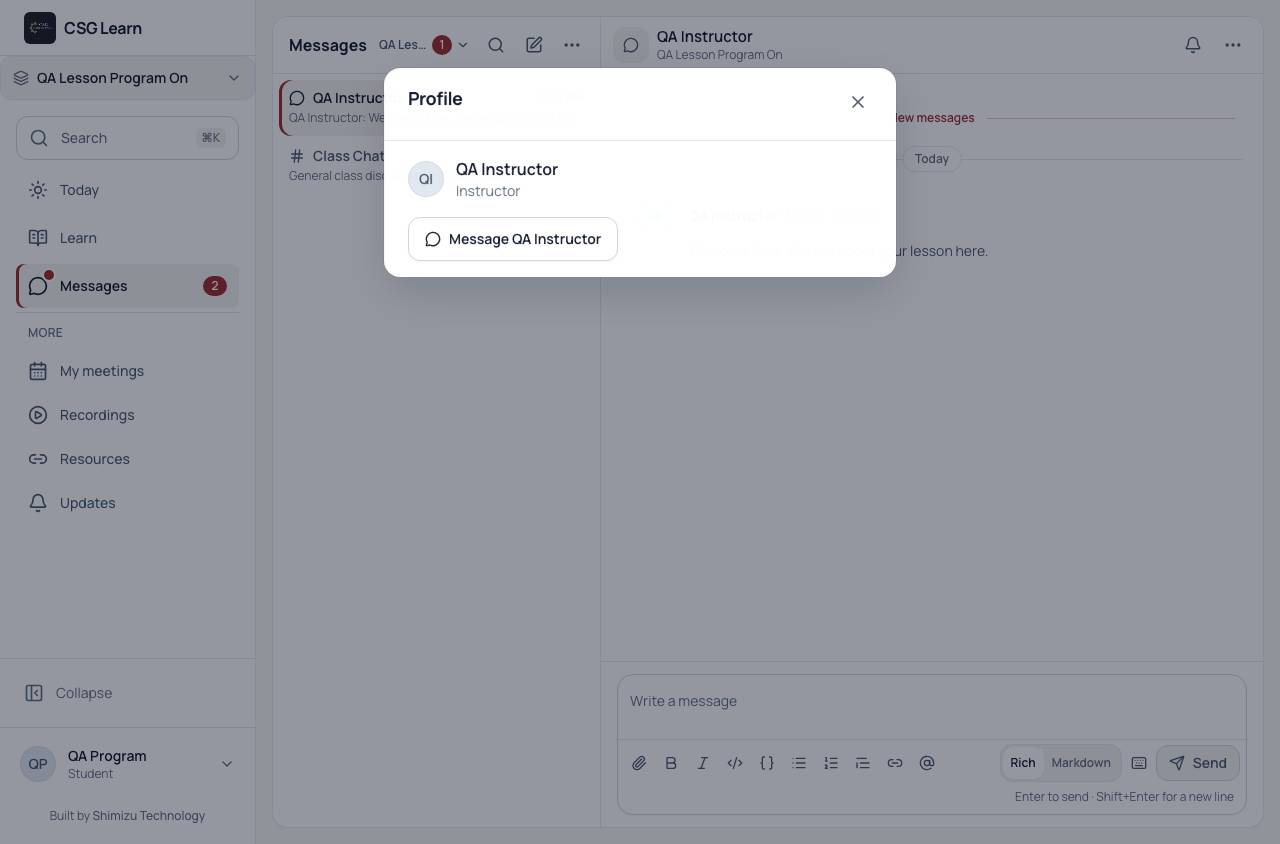 CSG Learn
QA Lesson Program On
Search ⌘K
Today
Learn
Messages 2
MORE
My meetings
Recordings
Resources
Updates
Collapse
QP
QA Program
Student
Built by Shimizu Technology
Messages QA Les... 1
QA Instruc
QA Instructor: We
# Class Chat
General class disc
QA Instructor
QA Lesson Program On
New messages
Today
ur lesson here.
Profile
QI
QA Instructor
Instructor
Message QA Instructor
Write a message
Rich Markdown Send
Enter to send · Shift+Enter for a new line